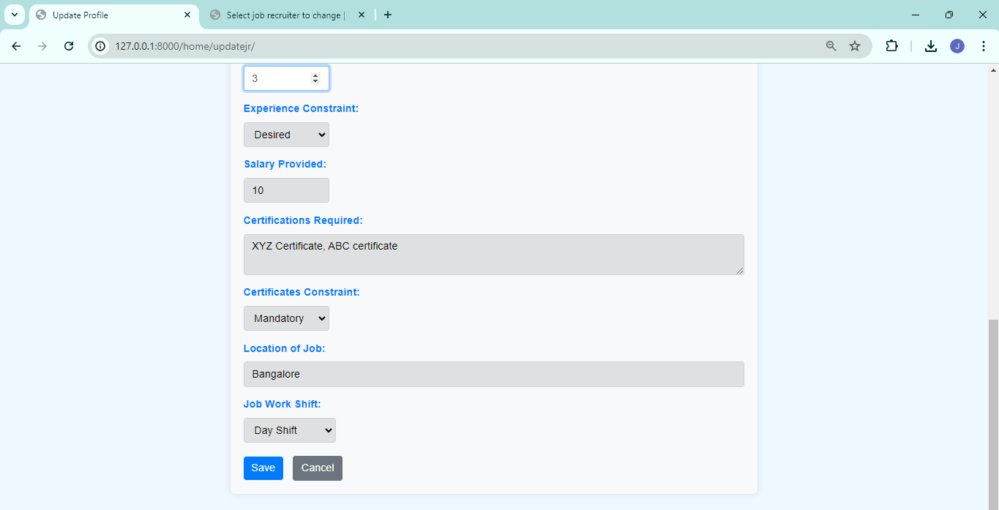 Update Profile
Select job recruiter to change |
127.0.0.1:8000/home/updatejr/
J
3
Experience Constraint:
Desired
Salary Provided:
10
Certifications Required:
XYZ Certificate, ABC certificate
Certificates Constraint:
Mandatory
Location of Job:
Bangalore
Job Work Shift:
Day Shift
Save
Cancel